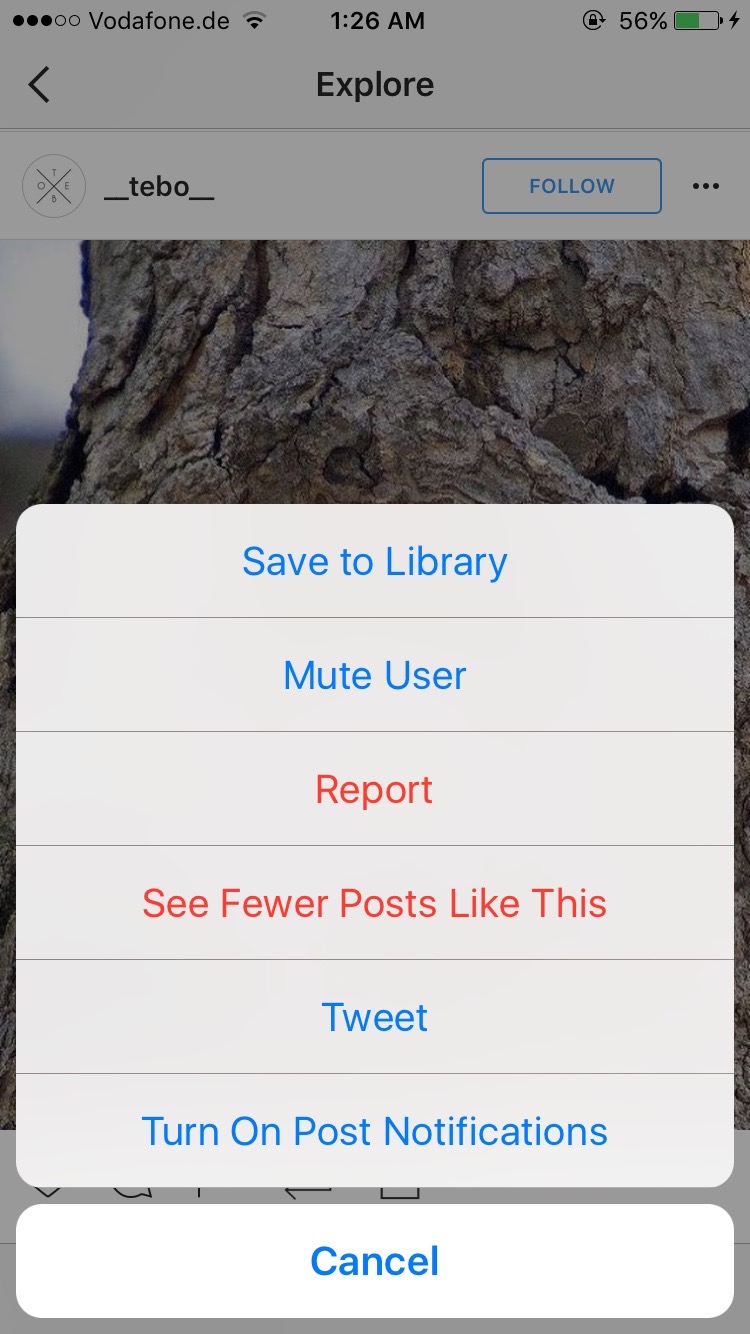 Vodafone.de 1:26 AM 56%
Explore
T
O E
B
__tebo__ FOLLOW
Save to Library
Mute User
Report
See Fewer Posts Like This
Tweet
Turn On Post Notifications
Cancel